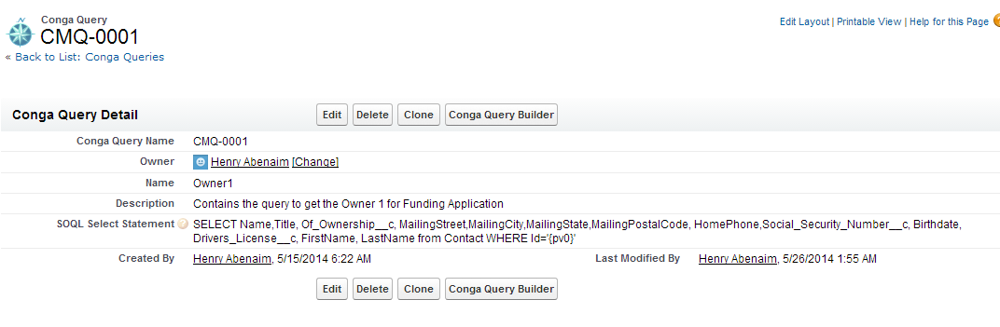 Conga Query
CMQ-0001
« Back to List: Conga Queries
Edit Layout | Printable View | Help for this Page
Conga Query Detail
Edit Delete Clone Conga Query Builder
Conga Query Name CMQ-0001
Owner Henry Abenaim [Change]
Name Owner1
Description Contains the query to get the Owner 1 for Funding Application
SOQL Select Statement SELECT Name,Title, Of_Ownership__c, MailingStreet,MailingCity,MailingState,MailingPostalCode, HomePhone,Social_Security_Number__c, Birthdate,
Drivers_License__c, FirstName, LastName from Contact WHERE Id='{pv0}'
Created By Henry Abenaim, 5/15/2014 6:22 AM Last Modified By Henry Abenaim, 5/26/2014 1:55 AM
Edit Delete Clone Conga Query Builder